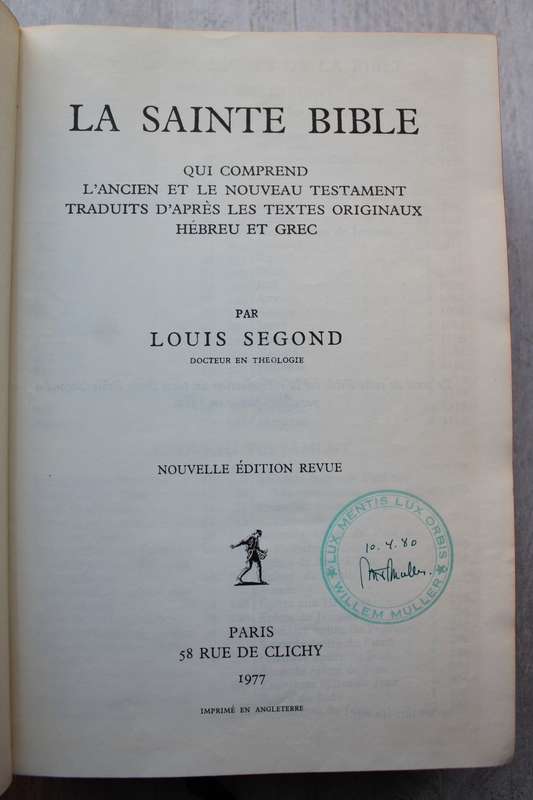 LA SAINTE BIBLE
QUI COMPREND
L'ANCIEN ET LE NOUVEAU TESTAMENT
TRADUITS D'APRÈS LES TEXTES ORIGINAUX
HÉBREU ET GREC
PAR
LOUIS SEGOND
DOCTEUR EN THEOLOGIE
NOUVELLE ÉDITION REVUE
LUX MENTIS LUX ORBIS
10.4.80
Muller.
WILLEM MULLER
PARIS
58 RUE DE CLICHY
1977
IMPRIMÉ EN ANGLETERRE